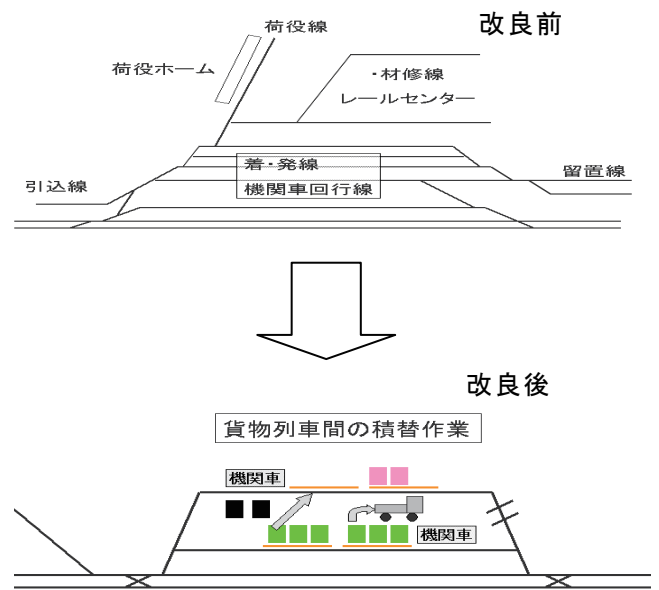 改良前
荷役線
荷役ホーム
・材修線
レールセンター
着・発線
機関車回行線
引込線
留置線
改良後
貨物列車間の積替作業
機関車
機関車